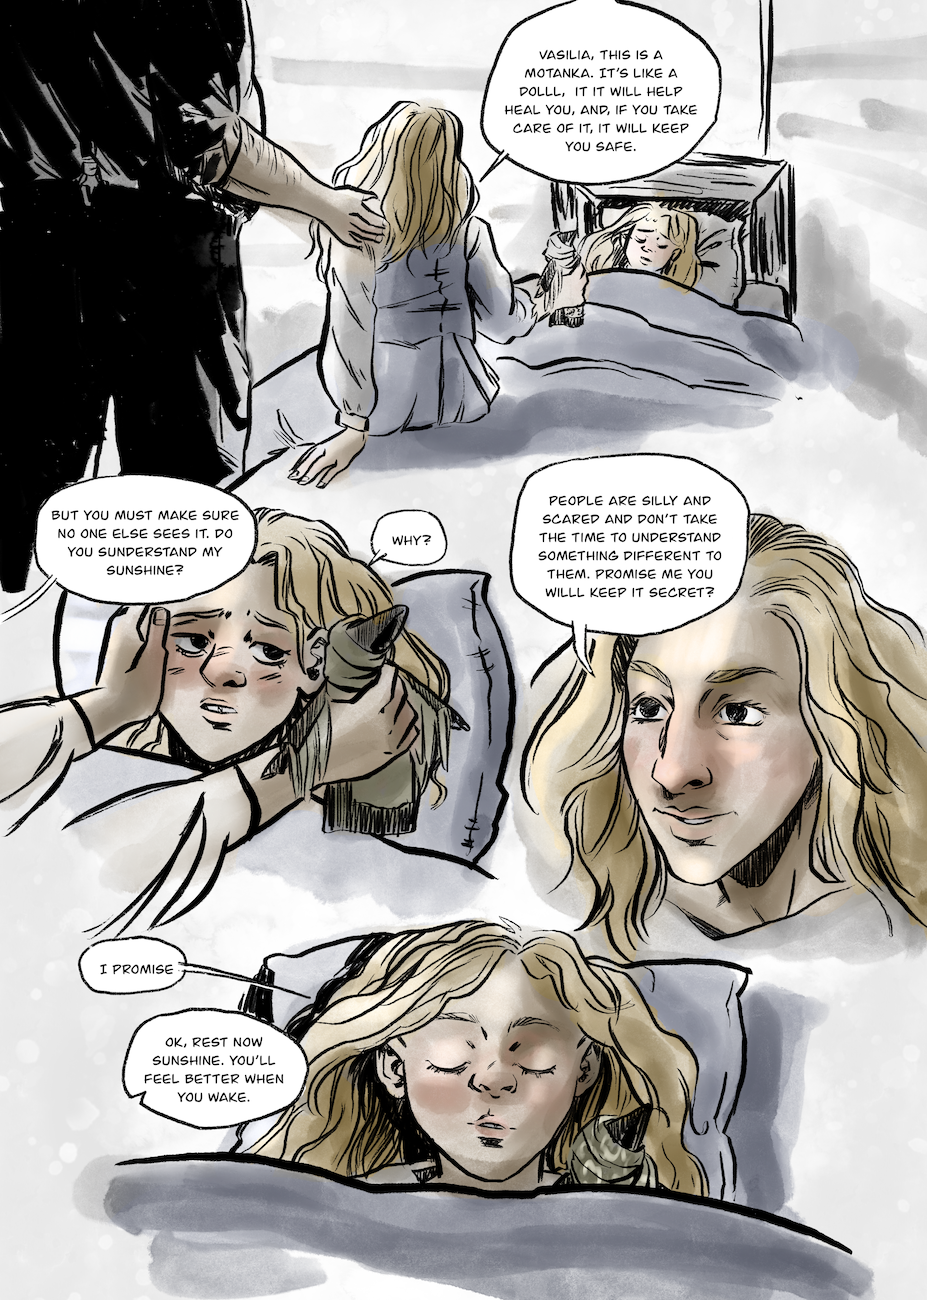 VASILIA, THIS IS A
MOTANKA. IT'S LIKE A
DOLLL, IT IT WILL HELP
HEAL YOU, AND, IF YOU TAKE
CARE OF IT, IT WILL KEEP
YOU SAFE.
BUT YOU MUST MAKE SURE
NO ONE ELSE SEES IT. DO
YOU SUNDERSTAND MY
SUNSHINE?
WHY?
PEOPLE ARE SILLY AND
SCARED AND DON'T TAKE
THE TIME TO UNDERSTAND
SOMETHING DIFFERENT TO
THEM. PROMISE ME YOU
WILLL KEEP IT SECRET?
I PROMISE
OK, REST NOW
SUNSHINE. YOU'LL
FEEL BETTER WHEN
YOU WAKE.